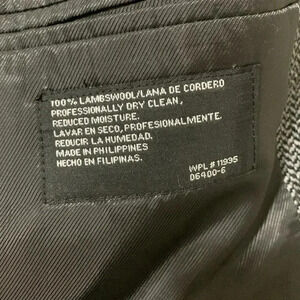 100% LAMBSWOOL/LANA DE CORDERO
PROFESSIONALLY DRY CLEAN,
REDUCED MOISTURE.
LAVAR EN SECO, PROFESIONALMENTE.
REDUCIR LA HUMEDAD.
MADE IN PHILIPPINES
HECHO EN FILIPINAS.
WPL # 11935
06400-6